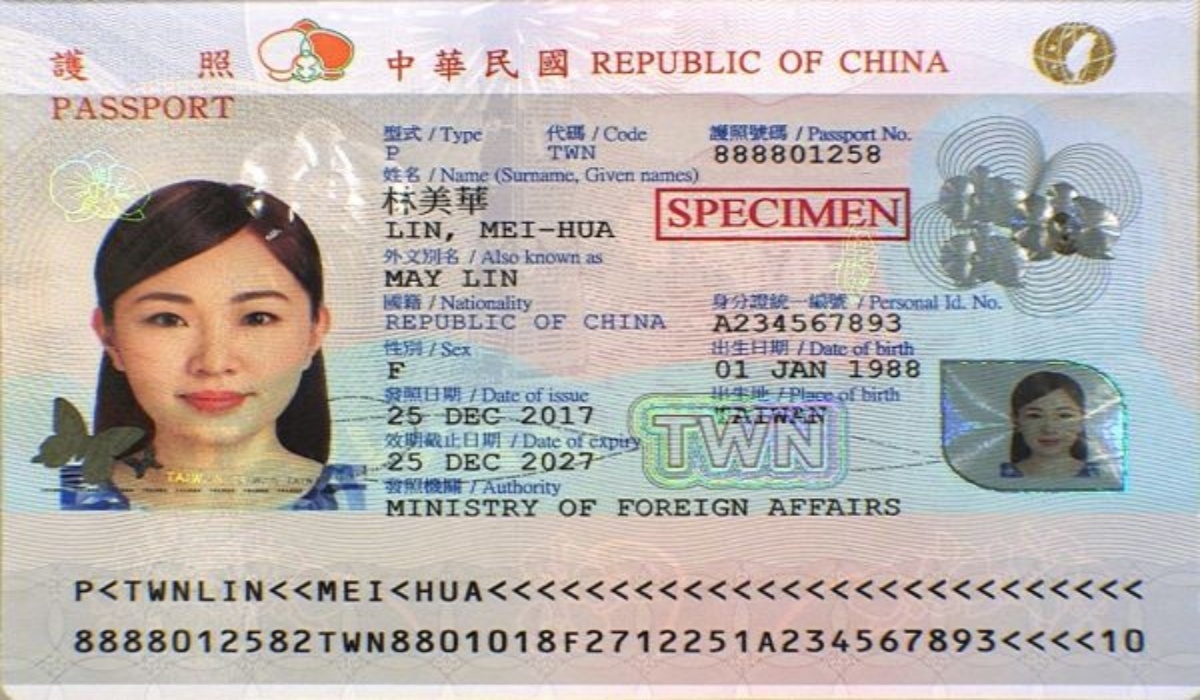 護照 中華民國 REPUBLIC OF CHINA
PASSPORT
型式 / Type 代碼 / Code 護照號碼 / Passport No.
P TWN 888801258
姓名 / Name (Surname, Given names)
林美華
SPECIMEN
LIN, MEI-HUA
外文別名 / Also known as
MAY LIN
國籍 / Nationality 身分證統一編號 / Personal Id. No.
REPUBLIC OF CHINA A234567893
性別 / Sex 出生日期 / Date of birth
F 01 JAN 1988
發照日期 / Date of issue 出生地 / Place of birth
25 DEC 2017 TAIWAN
TWN
效期截止日期 / Date of expiry
25 DEC 2027
發照機關 / Authority
MINISTRY OF FOREIGN AFFAIRS
P<TWNLIN<<MEI<HUA<<<<<<<<<<<<<<<<<<<<<<<<<<<
8888012582TWN8801018F2712251A234567893<<<<10